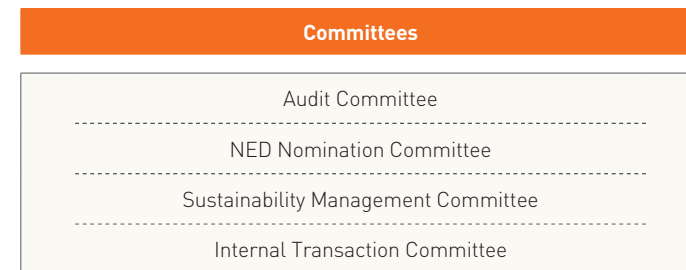 Committees
Audit Committee
NED Nomination Committee
Sustainability Management Committee
Internal Transaction Committee